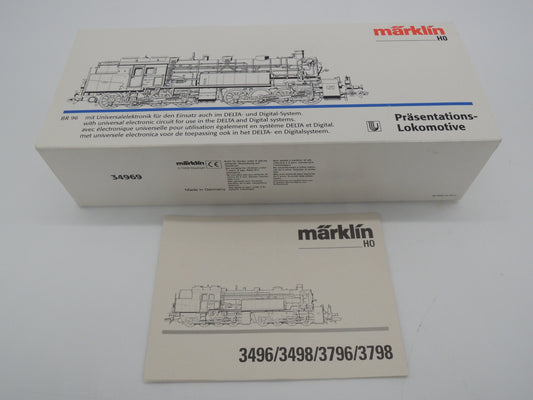 märklin
HO
BR 96 mit Universalelektronik für den Einsatz auch im DELTA- und Digital-System.
with universal electronic circuit for use in the DELTA and Digital systems.
avec électronique universelle pour utilisation également en système DELTA et Digital.
met universele electronica voor de toepassing ook in het DELTA- en Digitalsysteem.
Präsentations-
Lokomotive
34969
märklin
CE
Made in Germany
märklin
HO
3496/3498/3796/3798